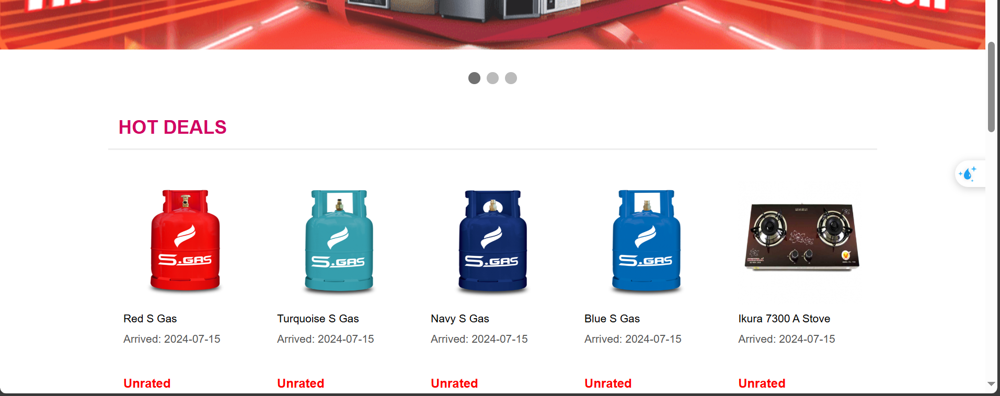 HOT DEALS
S.GAS
S.GAS
S.GAS
S.GAS
Red S Gas
Turquoise S Gas
Navy S Gas
Blue S Gas
Ikura 7300 A Stove
Arrived: 2024-07-15
Arrived: 2024-07-15
Arrived: 2024-07-15
Arrived: 2024-07-15
Arrived: 2024-07-15
Unrated
Unrated
Unrated
Unrated
Unrated